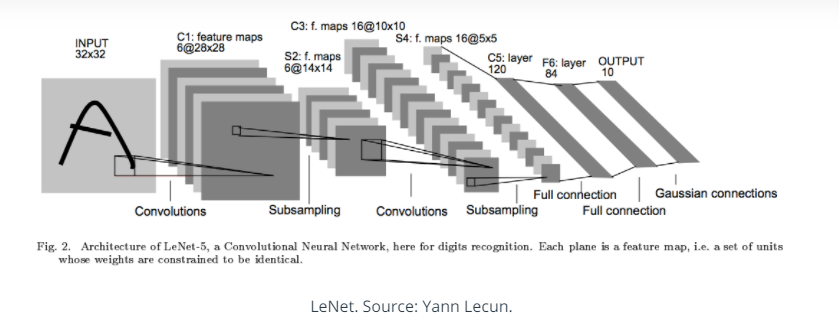 INPUT
32x32
C1: feature maps
6@28x28
S2: f. maps
6@14x14
C3: f. maps 16@10x10
S4: f. maps 16@5x5
C5: layer
120
F6: layer
84
OUTPUT
10
Convolutions
Subsampling
Convolutions
Subsampling
Full connection
Full connection
Gaussian connections
Fig. 2. Architecture of LeNet-5, a Convolutional Neural Network, here for digits recognition. Each plane is a feature map, i.e. a set of units
whose weights are constrained to be identical.
LeNet. Source: Yann Lecun.
A